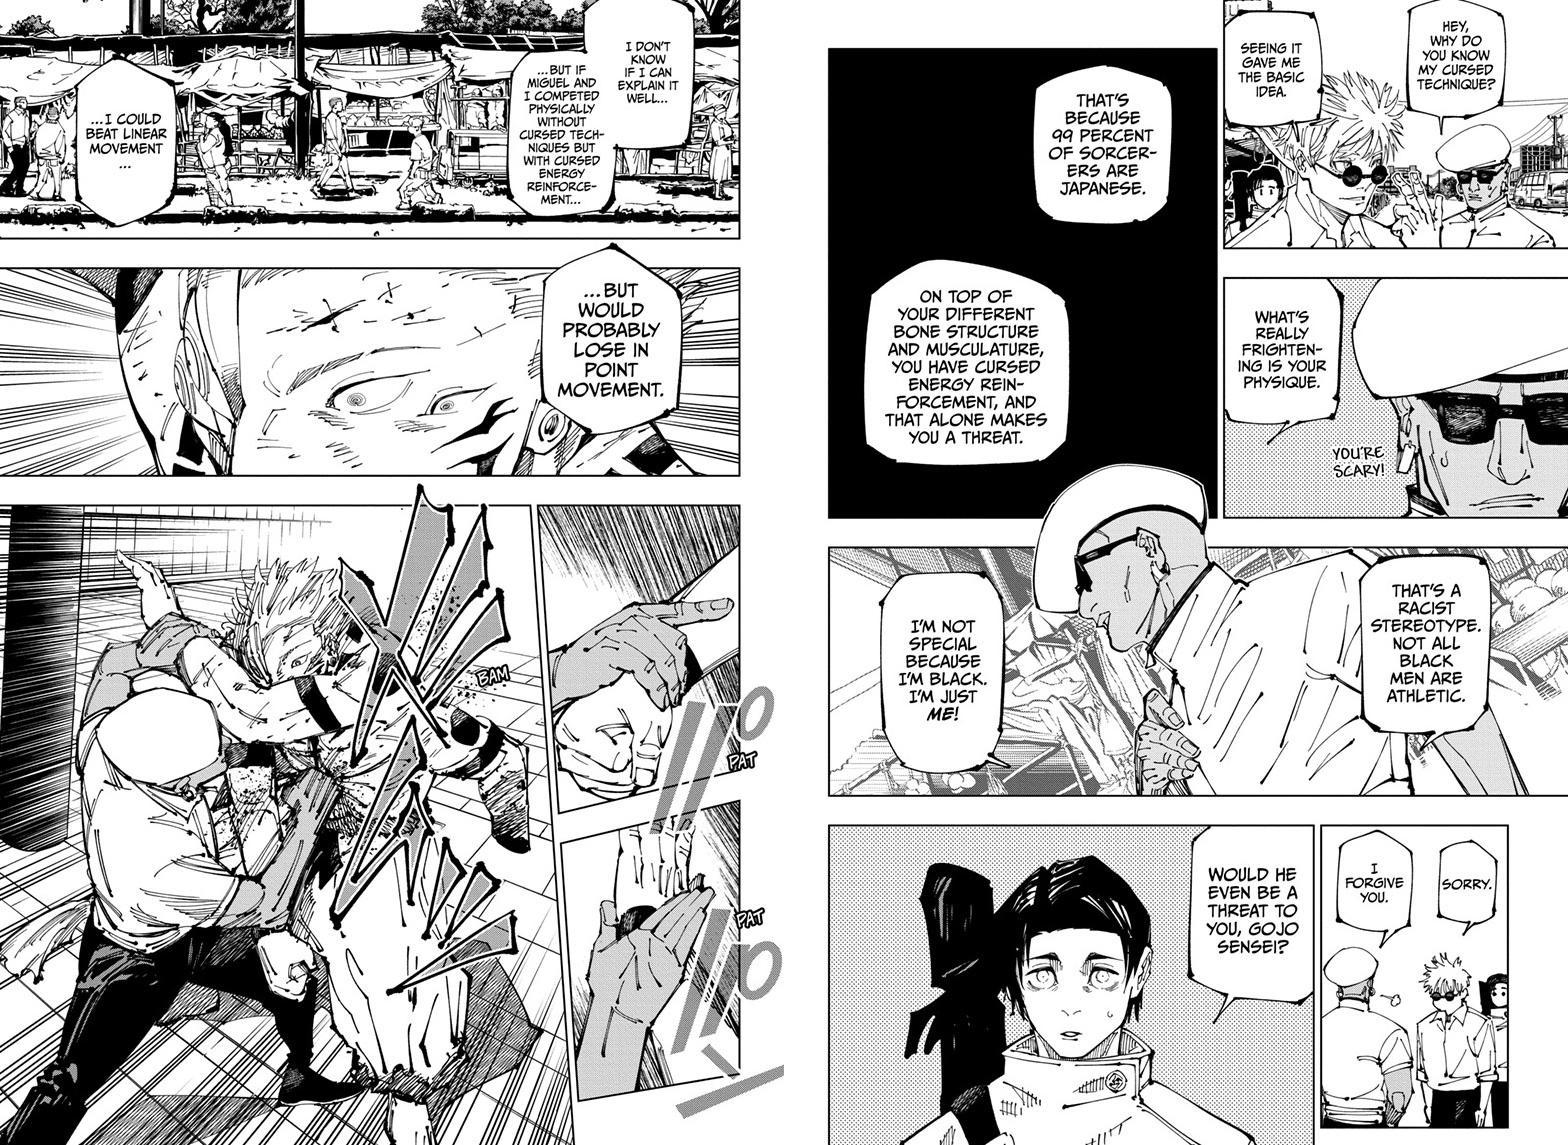 HEY,
WHY DO
YOU KNOW
MY CURSED
TECHNIQUE?
SEEING IT
GAVE ME
THE BASIC
IDEA.
WHAT'S
REALLY
FRIGHTEN-
ING IS YOUR
PHYSIQUE.
YOU'RE
SCARY!
THAT'S
BECAUSE
99 PERCENT
OF SORCER-
ERS ARE
JAPANESE.
ON TOP OF
YOUR DIFFERENT
BONE STRUCTURE
AND MUSCULATURE,
YOU HAVE CURSED
ENERGY REIN-
FORCEMENT, AND
THAT ALONE MAKES
YOU A THREAT.
THAT'S A
RACIST
STEREOTYPE.
NOT ALL
BLACK
MEN ARE
ATHLETIC.
I'M NOT
SPECIAL
BECAUSE
I'M BLACK.
I'M JUST
ME!
SORRY.
I
FORGIVE
YOU.
WOULD HE
EVEN BE A
THREAT TO
YOU, GOJO
SENSEI?
I DON'T
KNOW
IF I CAN
EXPLAIN IT
WELL...
...BUT IF
MIGUEL AND
I COMPETED
PHYSICALLY
WITHOUT
CURSED TECH-
NIQUES BUT
WITH CURSED
ENERGY
REINFORCE-
MENT...
...I COULD
BEAT LINEAR
MOVEMENT
...
...BUT
WOULD
PROBABLY
LOSE IN
POINT
MOVEMENT.
PAT
PAT
BAM